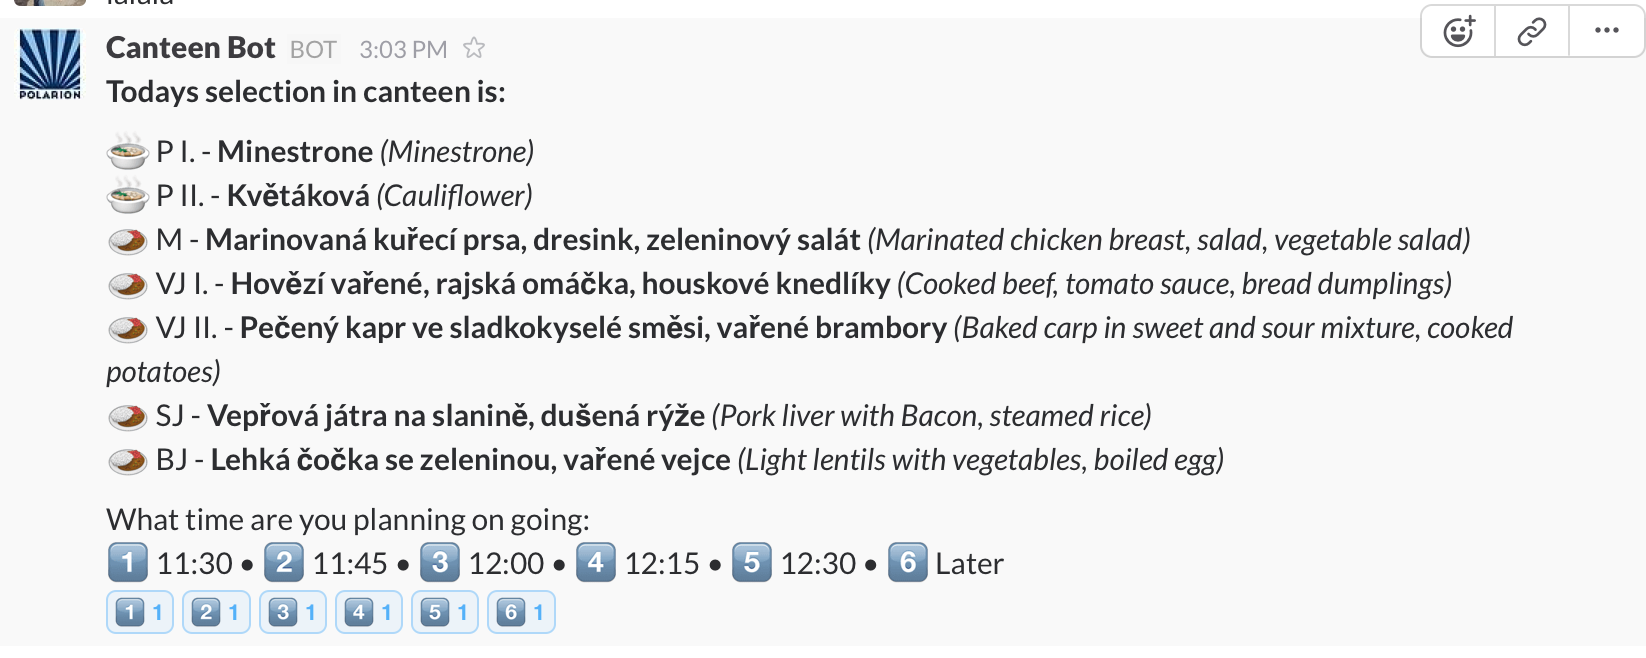 Canteen Bot BOT 3:03 PM
POLARION
Todays selection in canteen is:
P I. - Minestrone (Minestrone)
P II. - Květáková (Cauliflower)
M - Marinovaná kuřecí prsa, dresink, zeleninový salát (Marinated chicken breast, salad, vegetable salad)
VJ I. - Hovězí vařené, rajská omáčka, houskové knedlíky (Cooked beef, tomato sauce, bread dumplings)
VJ II. - Pečený kapr ve sladkokyselé směsi, vařené brambory (Baked carp in sweet and sour mixture, cooked
potatoes)
SJ - Vepřová játra na slanině, dušená rýže (Pork liver with Bacon, steamed rice)
BJ - Lehká čočka se zeleninou, vařené vejce (Light lentils with vegetables, boiled egg)
What time are you planning on going:
1 11:30 • 2 11:45 • 3 12:00 • 4 12:15 • 5 12:30 • 6 Later
1 1 2 1 3 1 4 1 5 1 6 1